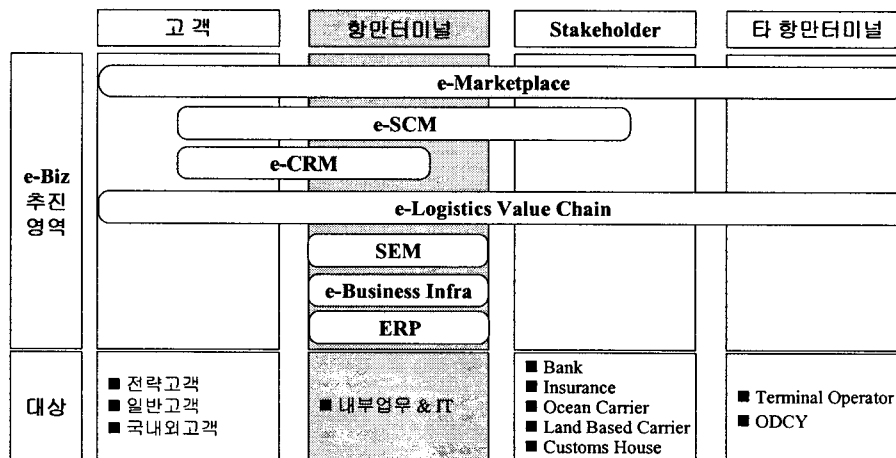 고 객
항만터미널
Stakeholder
타 항만터미널
e-Biz
추진
영역
e-Marketplace
e-SCM
e-CRM
e-Logistics Value Chain
SEM
e-Business Infra
ERP
대상
■ 전략고객
■ 일반고객
■ 국내외고객
■ 내부업무 & IT
■ Bank
■ Insurance
■ Ocean Carrier
■ Land Based Carrier
■ Customs House
■ Terminal Operator
■ ODCY